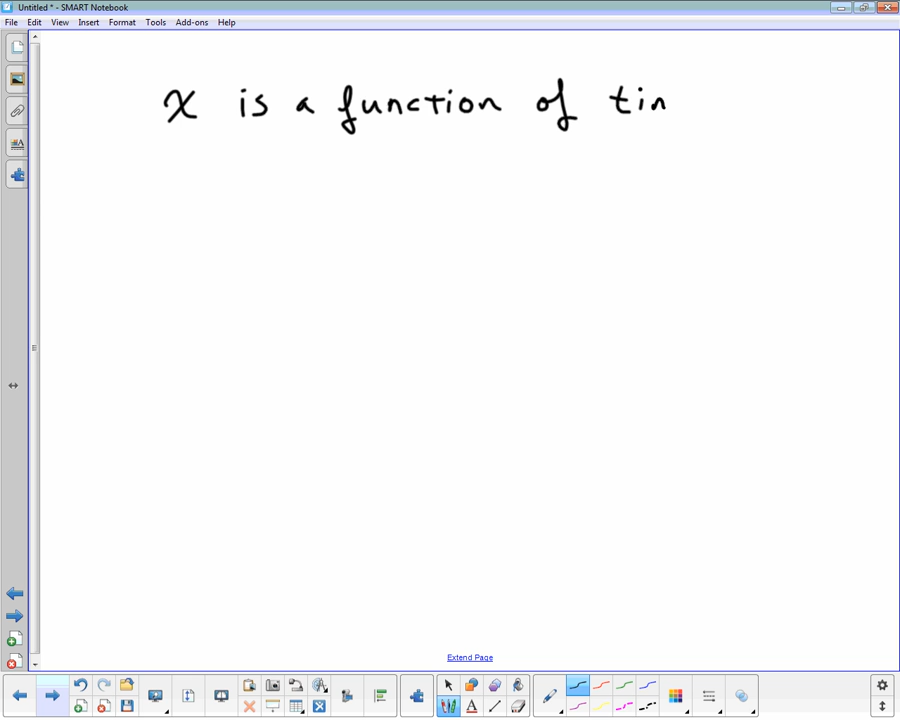 Untitled * - SMART Notebook
File Edit View Insert Format Tools Add-ons Help
x is a function of tin
Extend Page